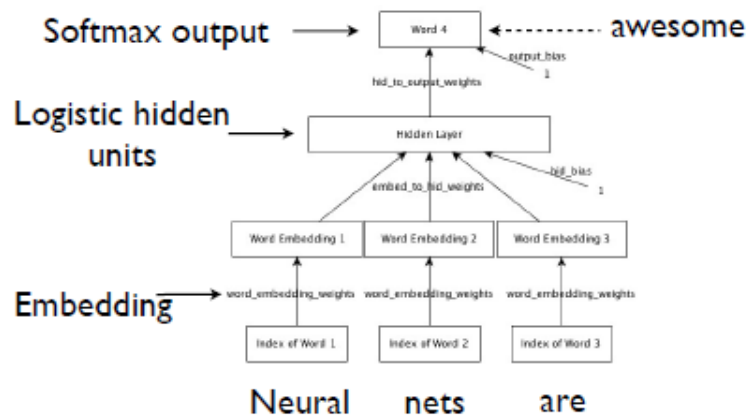 Softmax output
Word 4
awesome
output_bias
1
hid_to_output_weights
Logistic hidden
units
Hidden Layer
hid_bias
1
embed_to_hid_weights
Word Embedding 1
Word Embedding 2
Word Embedding 3
Embedding
word_embedding_weights
word_embedding_weights
word_embedding_weights
Index of Word 1
Index of Word 2
Index of Word 3
Neural
nets
are